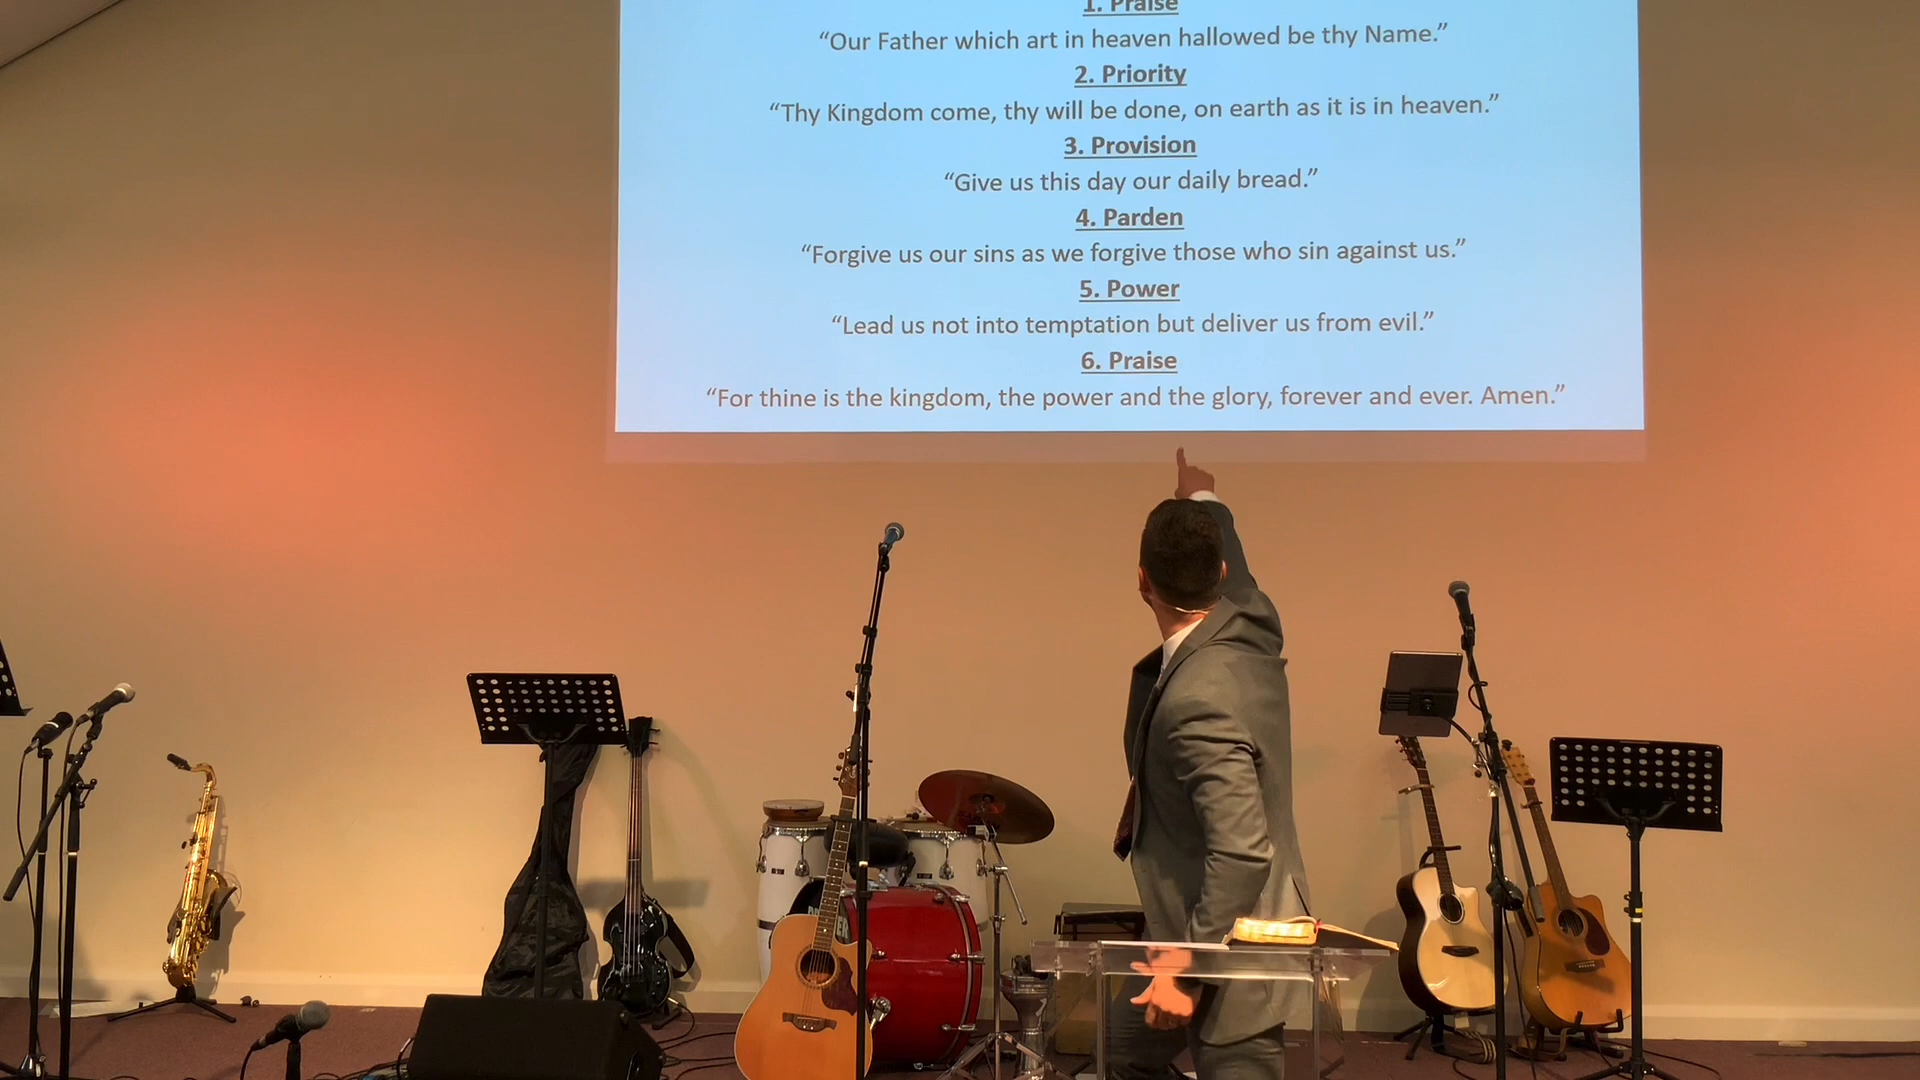 1. Praise
“Our Father which art in heaven hallowed be thy Name.”
2. Priority
“Thy Kingdom come, thy will be done, on earth as it is in heaven.”
3. Provision
“Give us this day our daily bread.”
4. Parden
“Forgive us our sins as we forgive those who sin against us.”
5. Power
“Lead us not into temptation but deliver us from evil.”
6. Praise
“For thine is the kingdom, the power and the glory, forever and ever. Amen.”